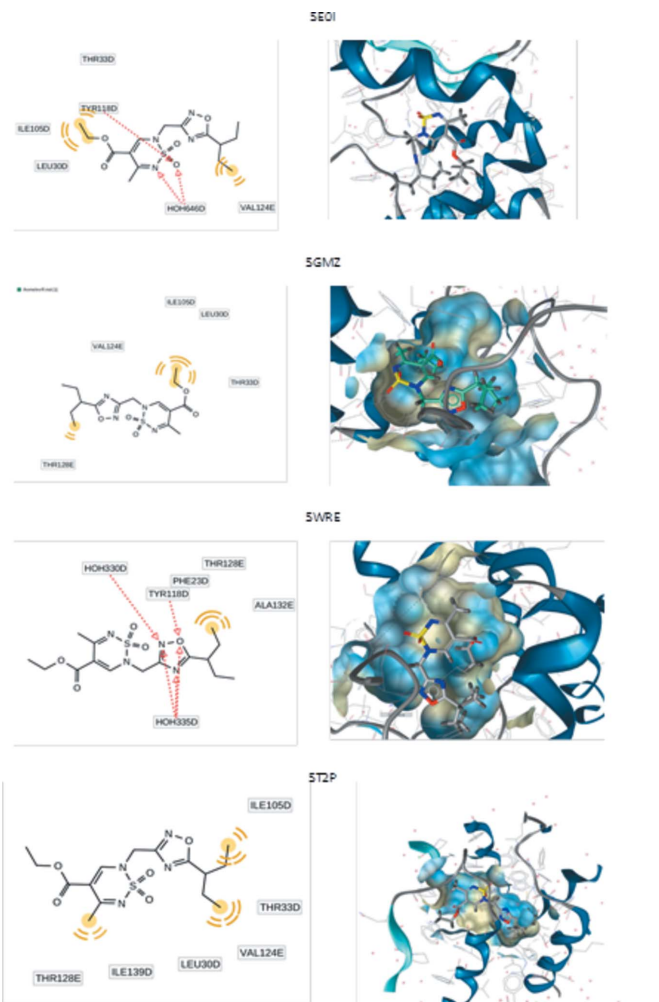 5E0I
THR33D
TYR118D
N O
N
ILE105D
N
O
S O
LEU30D
O N O
HOH646D
VAL124E
5GMZ
ILE105D
LEU30D
VAL124E
THR33D
O
N
N
N
O N
O S N
O
O
THR128E
5WRE
HOH330D
THR128E
PHE23D
TYR118D
ALA132E
O
N S O
N O
O
N
N
O
HOH335D
5T2P
ILE105D
N O
O
N
N
O
S O
N O
THR33D
VAL124E
LEU30D
ILE139D
THR128E